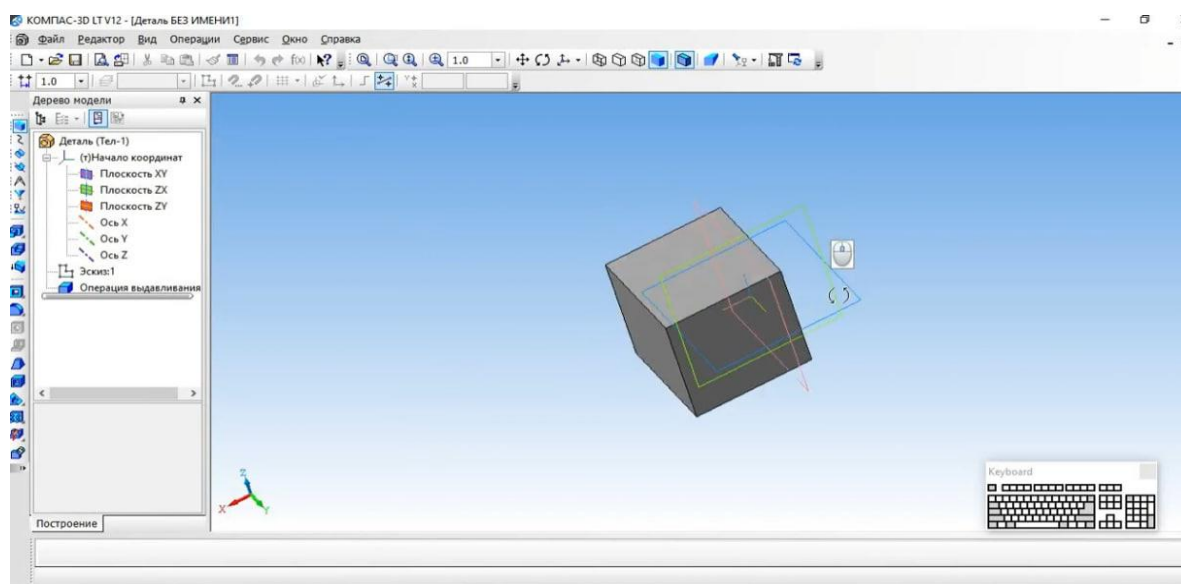 КОМПАС-3D LT V12 - [Деталь БЕЗ ИМЕНИ1]
Файл Редактор Вид Операции Сервис Окно Справка
1.0
1.0
Дерево модели
Деталь (Тел-1)
(т)Начало координат
Плоскость XY
Плоскость ZX
Плоскость ZY
Ось X
Ось Y
Ось Z
Эскиз:1
Операция выдавливания
Z
X
Y
Keyboard
Построение